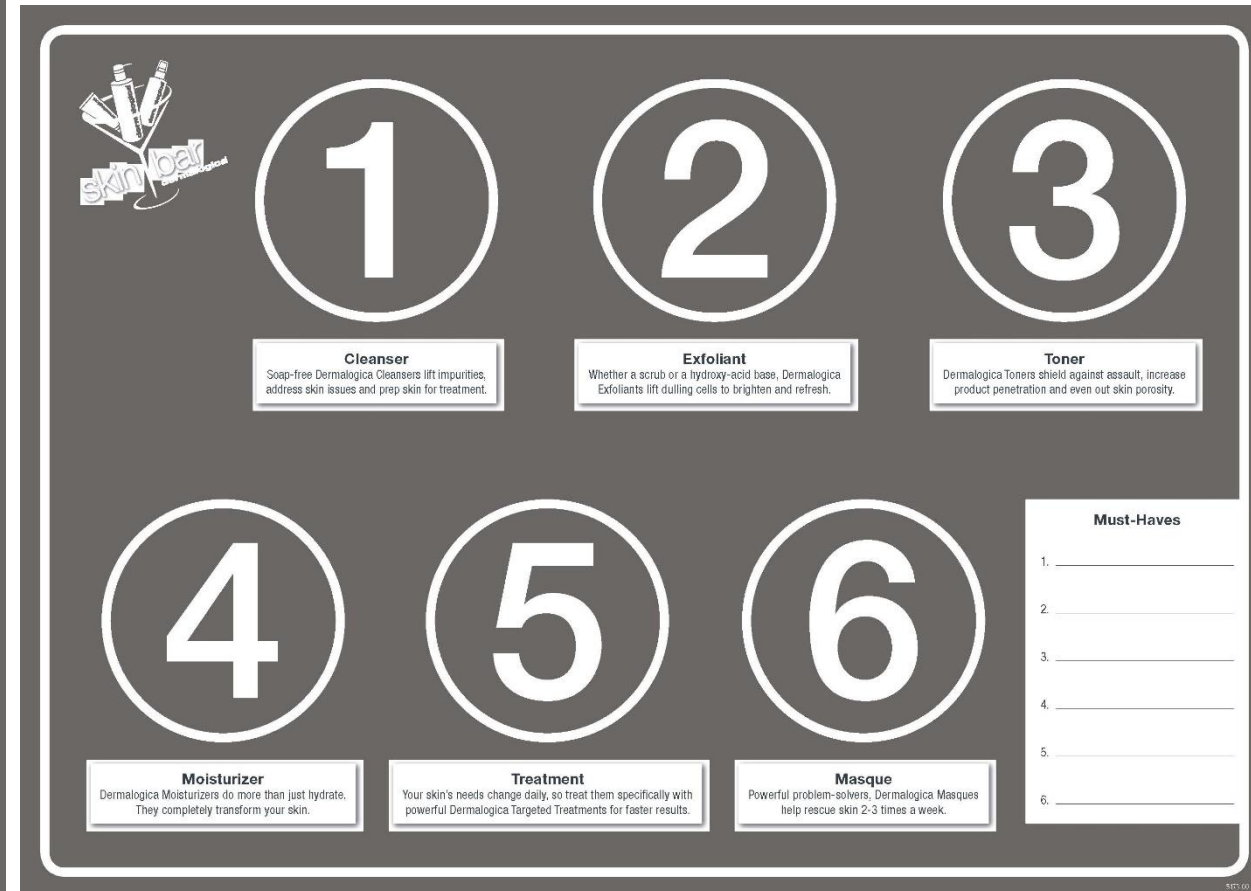 skin bar
dermalogica
1
2
3
Cleanser
Soap-free Dermalogica Cleansers lift impurities,
address skin issues and prep skin for treatment.
Exfoliant
Whether a scrub or a hydroxy-acid base, Dermalogica
Exfoliants lift dulling cells to brighten and refresh.
Toner
Dermalogica Toners shield against assault, increase
product penetration and even out skin porosity.
4
5
6
Moisturizer
Dermalogica Moisturizers do more than just hydrate.
They completely transform your skin.
Treatment
Your skin's needs change daily, so treat them specifically with
powerful Dermalogica Targeted Treatments for faster results.
Masque
Powerful problem-solvers, Dermalogica Masques
help rescue skin 2-3 times a week.
Must-Haves
1.
2.
3.
4.
5.
6.